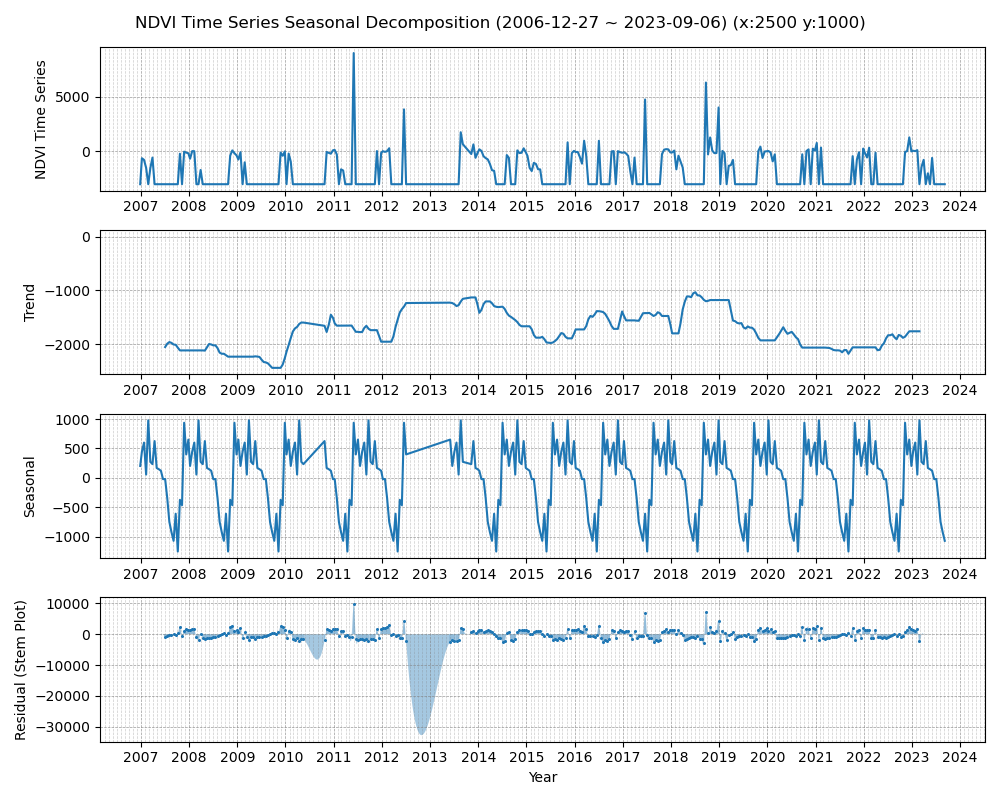 NDVI Time Series Seasonal Decomposition (2006-12-27 ~ 2023-09-06) (x:2500 y:1000)
NDVI Time Series
5000
0
2007 2008 2009 2010 2011 2012 2013 2014 2015 2016 2017 2018 2019 2020 2021 2022 2023 2024
Trend
0
−1000
−2000
2007 2008 2009 2010 2011 2012 2013 2014 2015 2016 2017 2018 2019 2020 2021 2022 2023 2024
Seasonal
1000
500
0
−500
−1000
2007 2008 2009 2010 2011 2012 2013 2014 2015 2016 2017 2018 2019 2020 2021 2022 2023 2024
Residual (Stem Plot)
10000
0
−10000
−20000
−30000
2007 2008 2009 2010 2011 2012 2013 2014 2015 2016 2017 2018 2019 2020 2021 2022 2023 2024
Year